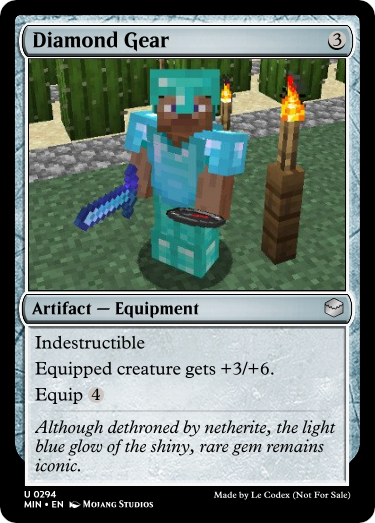 Diamond Gear 3
Artifact — Equipment
Indestructible
Equipped creature gets +3/+6.
Equip 4
Although dethroned by netherite, the light
blue glow of the shiny, rare gem remains
iconic.
U 0294
MIN • EN Mojang Studios
Made by Le Codex (Not For Sale)